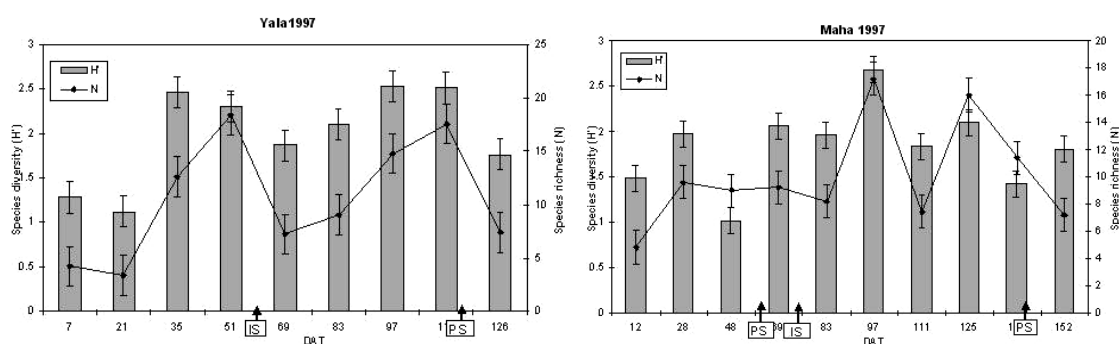 Yala1997
3
2.5
2
1.5
1
0.5
0
Species diversity (H')
H'
N
25
20
15
10
5
0
Species richness (N)
7 21 35 51 69 83 97 126
IS
PS
DAT
Maha 1997
3
2.5
2
1.5
1
0.5
0
Species diversity (H')
H'
N
20
18
16
14
12
10
8
6
4
2
0
Species richness (N)
12 28 48 83 97 111 125 152
PS
IS
PS
DAT